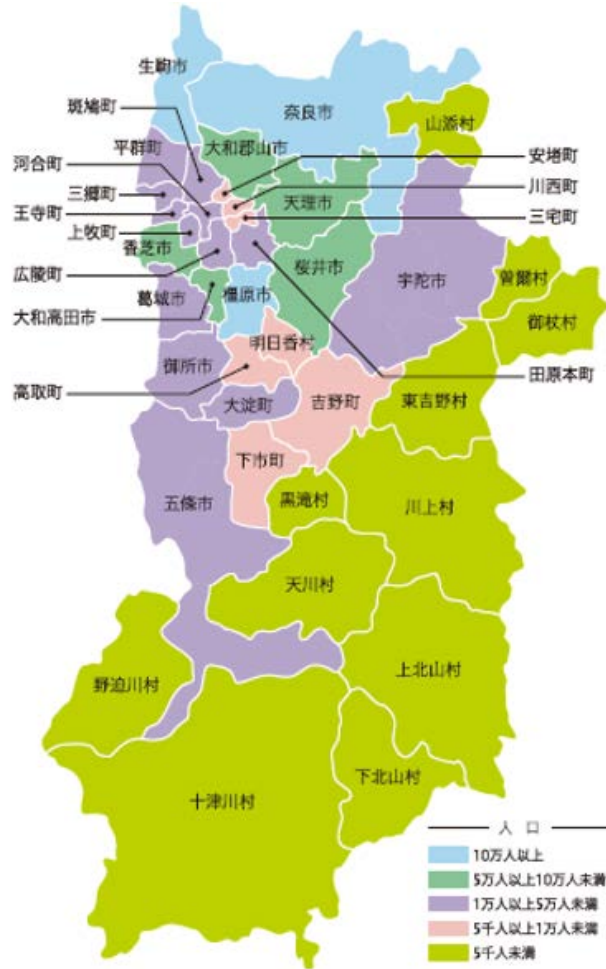 生駒市
斑鳩町
奈良市
山添村
平群町
大和郡山市
安堵町
河合町
川西町
三郷町
天理市
三宅町
王寺町
上牧町
香芝市
桜井市
広陵町
宇陀市
曽爾村
葛城市
橿原市
御杖村
大和高田市
明日香村
御所市
田原本町
高取町
吉野町
東吉野村
大淀町
下市町
五條市
黒滝村
川上村
天川村
上北山村
野迫川村
下北山村
十津川村
人口
10万人以上
5万人以上10万人未満
1万人以上5万人未満
5千人以上1万人未満
5千人未満